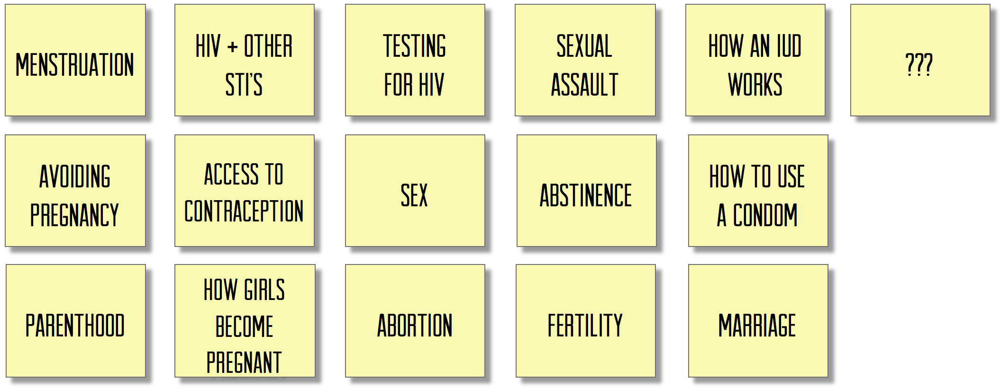 MENSTRUATION
HIV + OTHER
STI'S
TESTING
FOR HIV
SEXUAL
ASSAULT
HOW AN IUD
WORKS
???
AVOIDING
PREGNANCY
ACCESS TO
CONTRACEPTION
SEX
ABSTINENCE
HOW TO USE
A CONDOM
PARENTHOOD
HOW GIRLS
BECOME
PREGNANT
ABORTION
FERTILITY
MARRIAGE